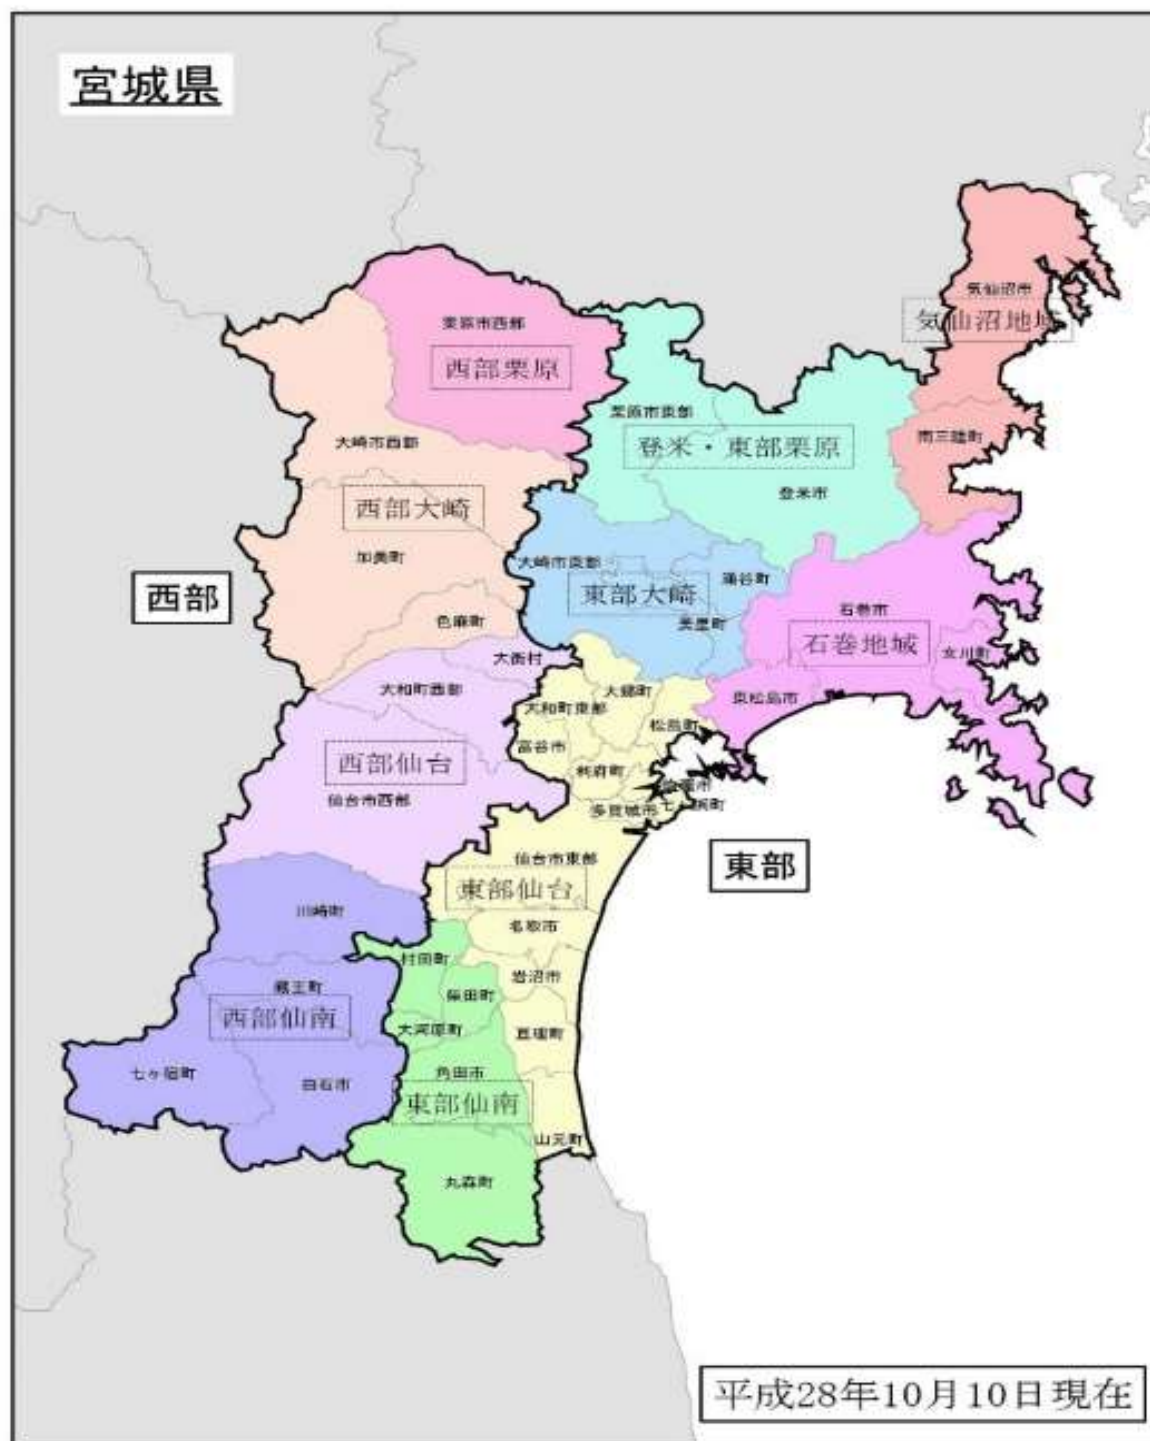 宮城県
気仙沼市
気仙沼地域
栗原市西部
西部栗原
栗原市東部
登米・東部栗原
南三陸町
大崎市西部
登米市
西部大崎
加美町
大崎市東部
涌谷町
東部大崎
西部
石巻市
色麻町
美里町
石巻地域
女川町
大衡村
大和町西部
大郷町
東松島市
大和町東部
松島町
富谷市
西部仙台
利府町
仙台市西部
多賀城市
七ヶ浜町
仙台市東部
東部
東部仙台
川崎町
名取市
村田町
岩沼市
蔵王町
柴田町
西部仙南
大河原町
亘理町
七ヶ宿町
白石市
角田市
東部仙南
山元町
丸森町
平成28年10月10日現在